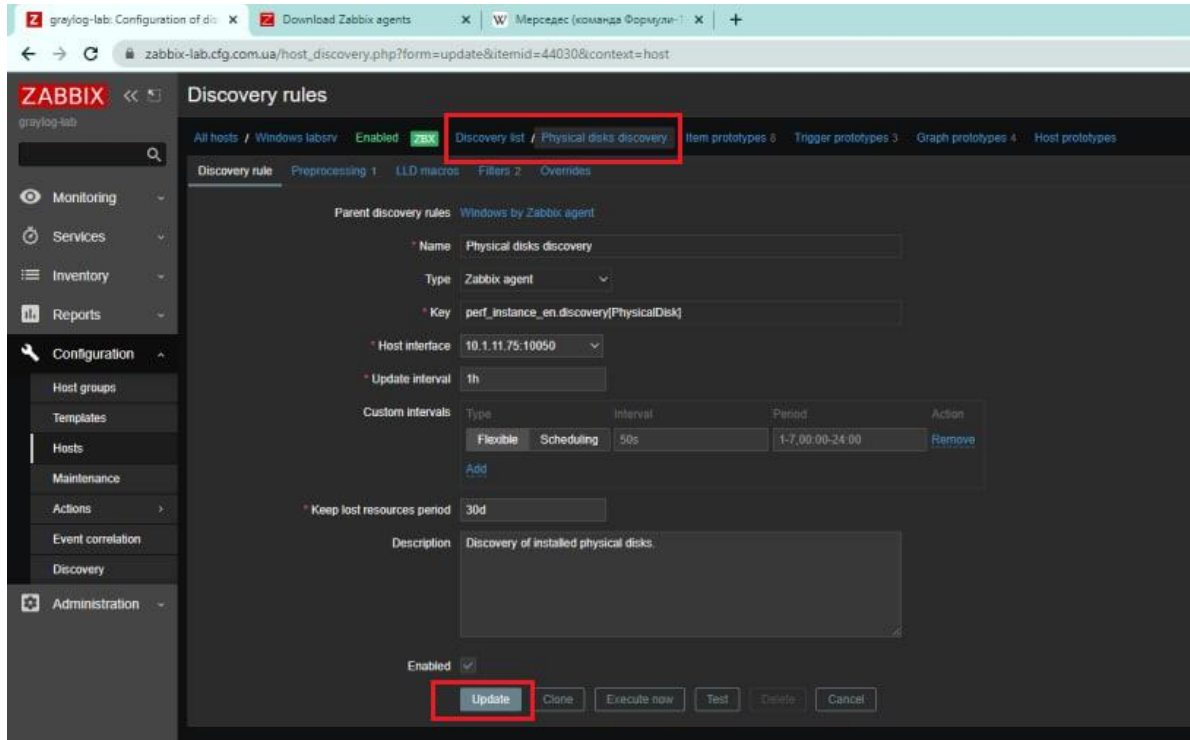 graylog-lab: Configuration of dis
Download Zabbix agents
W Мерседес (команда Формули-1
zabbix-lab.cfg.com.ua/host_discovery.php?form=update&itemid=44030&context=host
ZABBIX
graylog-lab
Discovery rules
All hosts / Windows labsrv Enabled ZBX Discovery list / Physical disks discovery Item prototypes 8 Trigger prototypes 3 Graph prototypes 4 Host prototypes
Discovery rule Preprocessing 1 LLD macros Filters 2 Overrides
Monitoring
Services
Inventory
Reports
Configuration
Host groups
Templates
Hosts
Maintenance
Actions
Event correlation
Discovery
Administration
Parent discovery rules Windows by Zabbix agent
* Name Physical disks discovery
Type Zabbix agent
* Key perf_instance_en.discovery[PhysicalDisk]
* Host interface 10.1.11.75:10050
* Update interval 1h
Custom intervals Type Interval Period Action
Flexible Scheduling 50s 1-7,00:00-24:00 Remove
Add
* Keep lost resources period 30d
Description Discovery of installed physical disks.
Enabled
Update Clone Execute now Test Delete Cancel